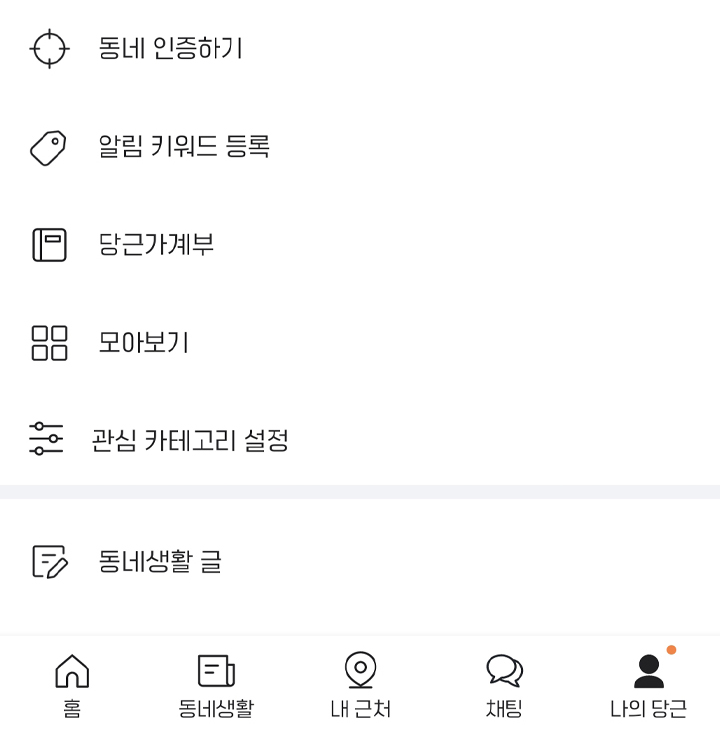 동네 인증하기
알림 키워드 등록
당근가계부
모아보기
관심 카테고리 설정
동네생활 글
홈
동네생활
내 근처
채팅
나의 당근